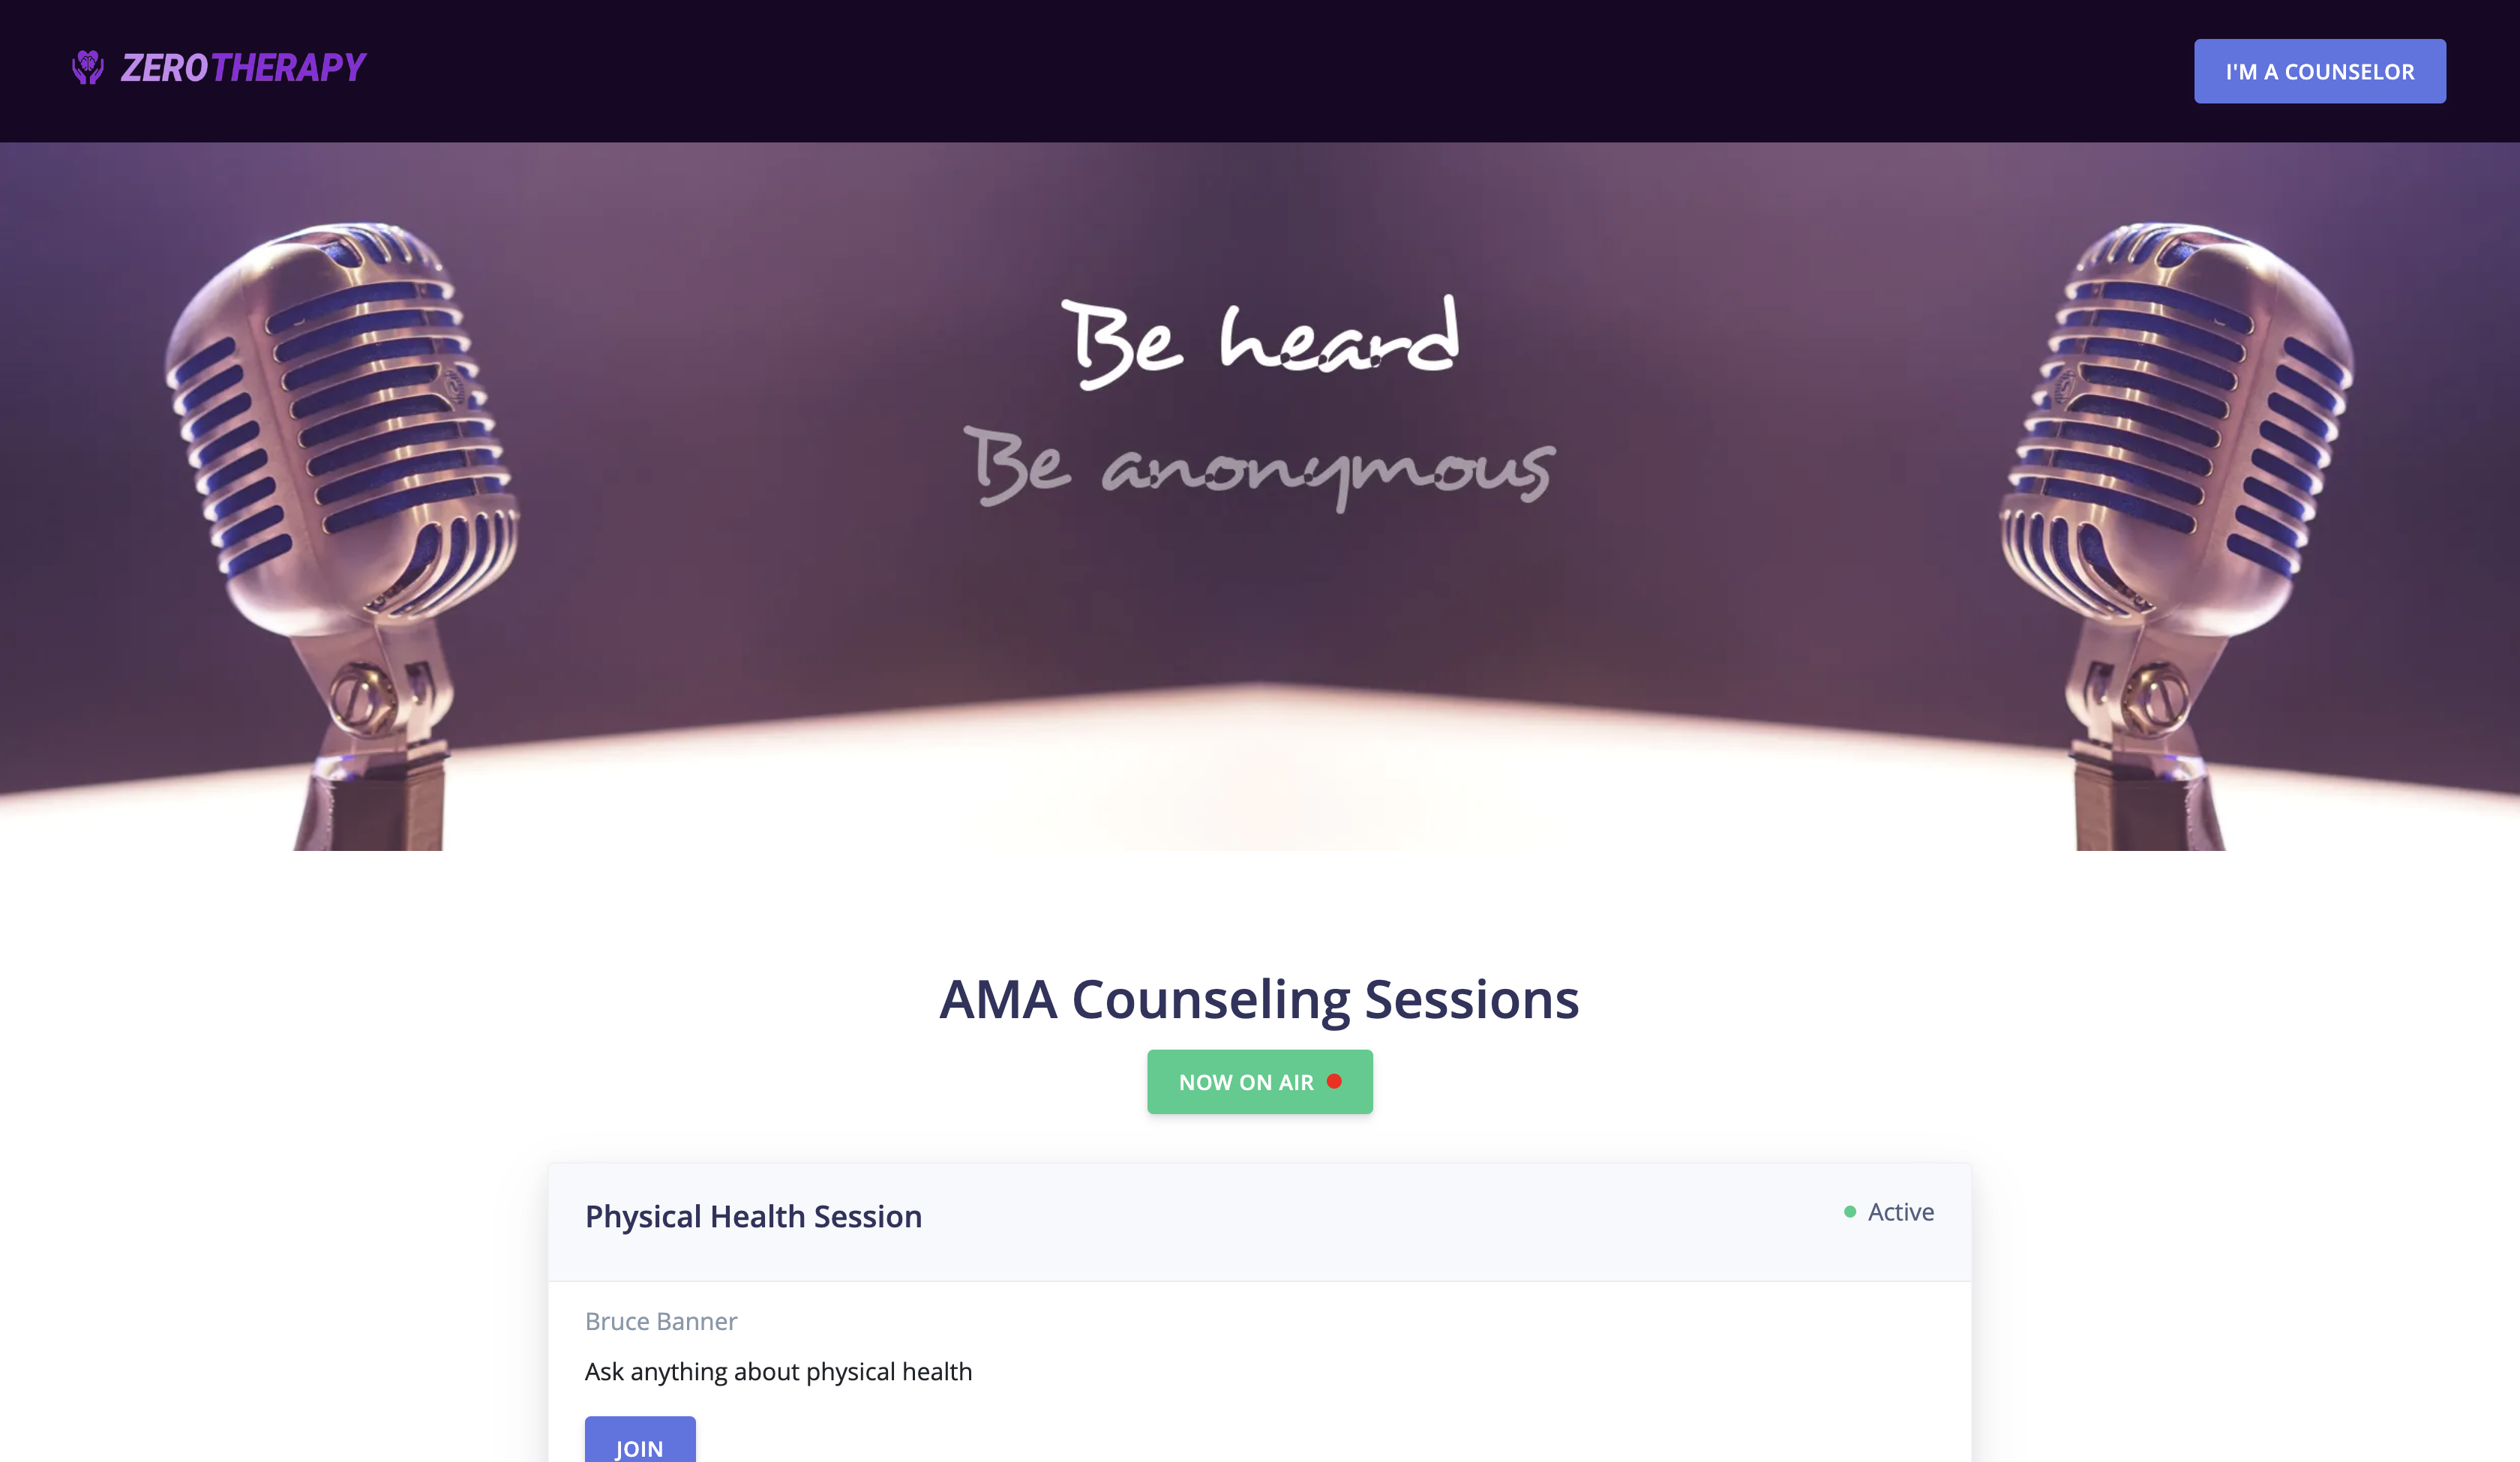 ZEROTHERAPY
I'M A COUNSELOR
Be heard
Be anonymous
AMA Counseling Sessions
NOW ON AIR
Physical Health Session
Active
Bruce Banner
Ask anything about physical health
JOIN